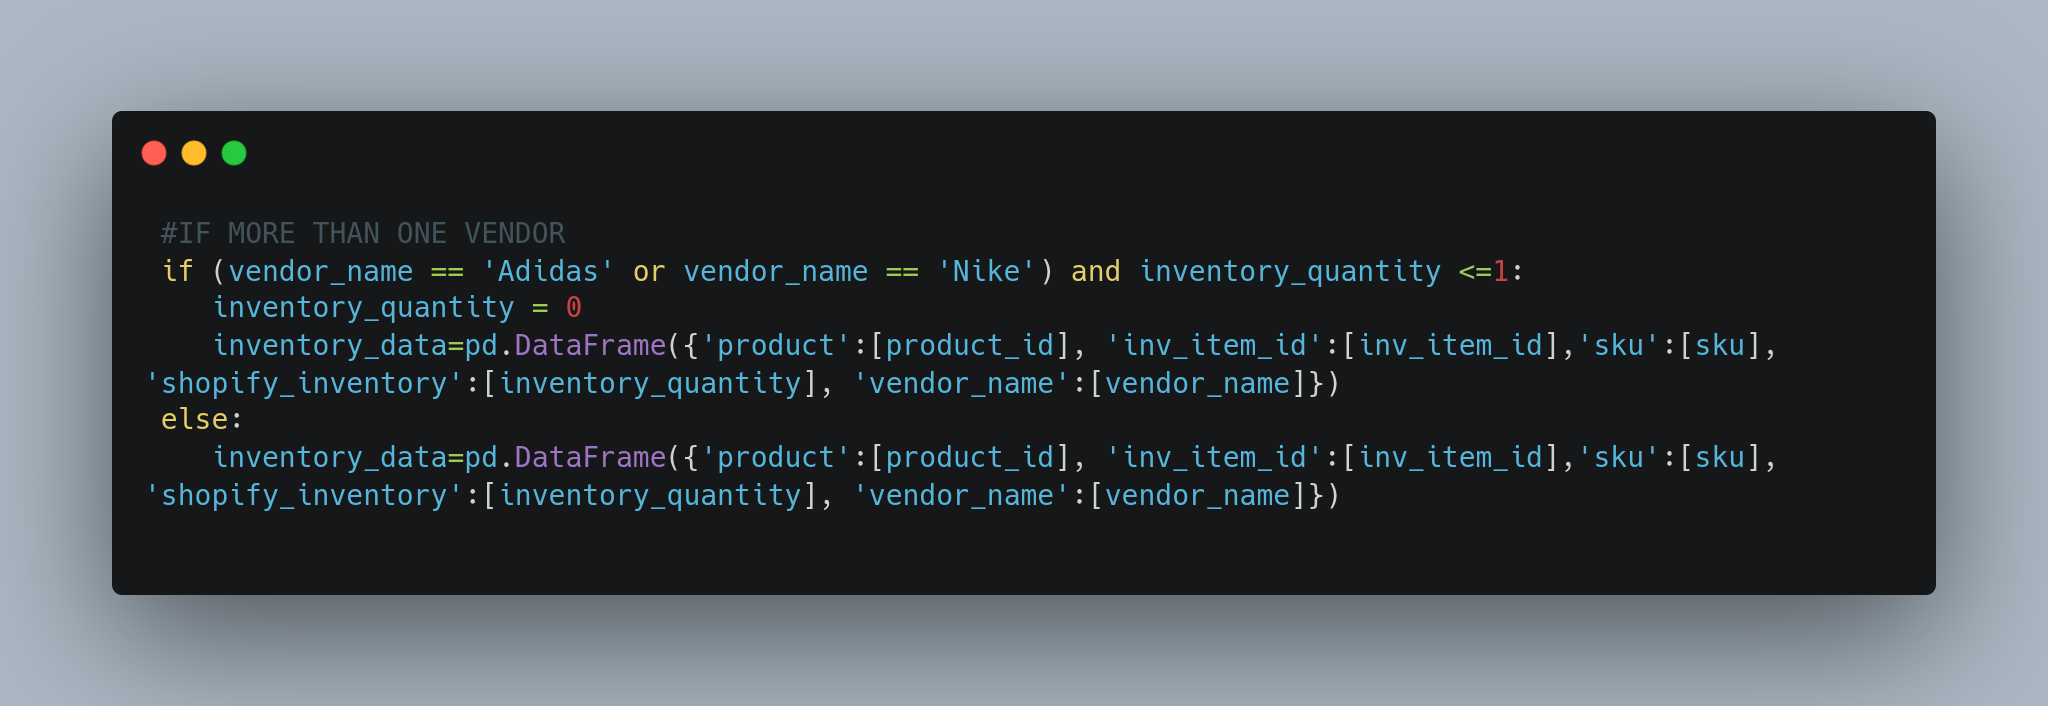 #IF MORE THAN ONE VENDOR
if (vendor_name == 'Adidas' or vendor_name == 'Nike') and inventory_quantity <=1:
inventory_quantity = 0
inventory_data=pd.DataFrame({'product':[product_id], 'inv_item_id':[inv_item_id],'sku':[sku],
'shopify_inventory':[inventory_quantity], 'vendor_name':[vendor_name]})
else:
inventory_data=pd.DataFrame({'product':[product_id], 'inv_item_id':[inv_item_id],'sku':[sku],
'shopify_inventory':[inventory_quantity], 'vendor_name':[vendor_name]})